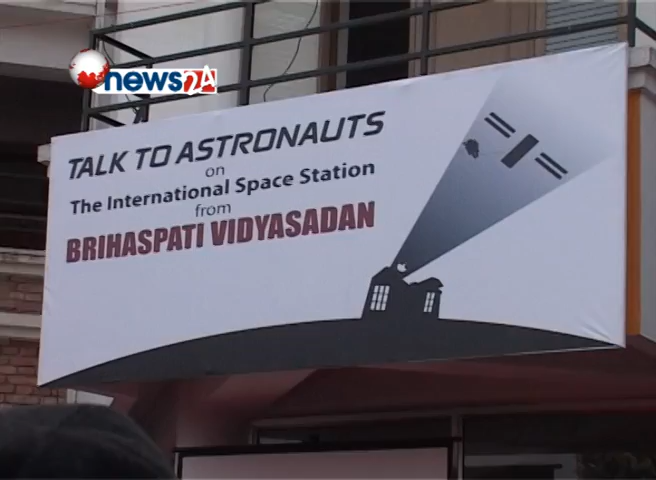 news24
TALK TO ASTRONAUTS
on
The International Space Station
from
BRIHASPATI VIDYASADAN